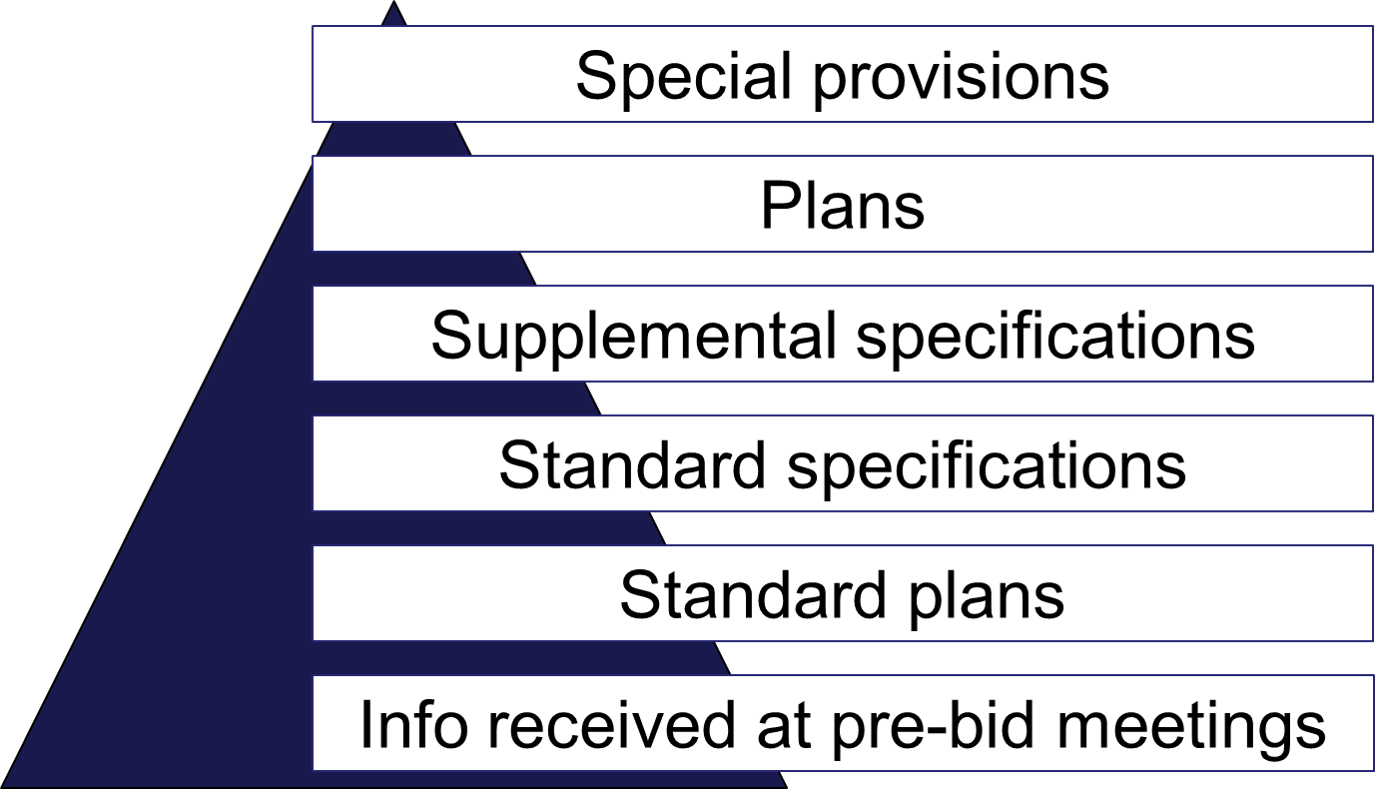 Special provisions
Plans
Supplemental specifications
Standard specifications
Standard plans
Info received at pre-bid meetings